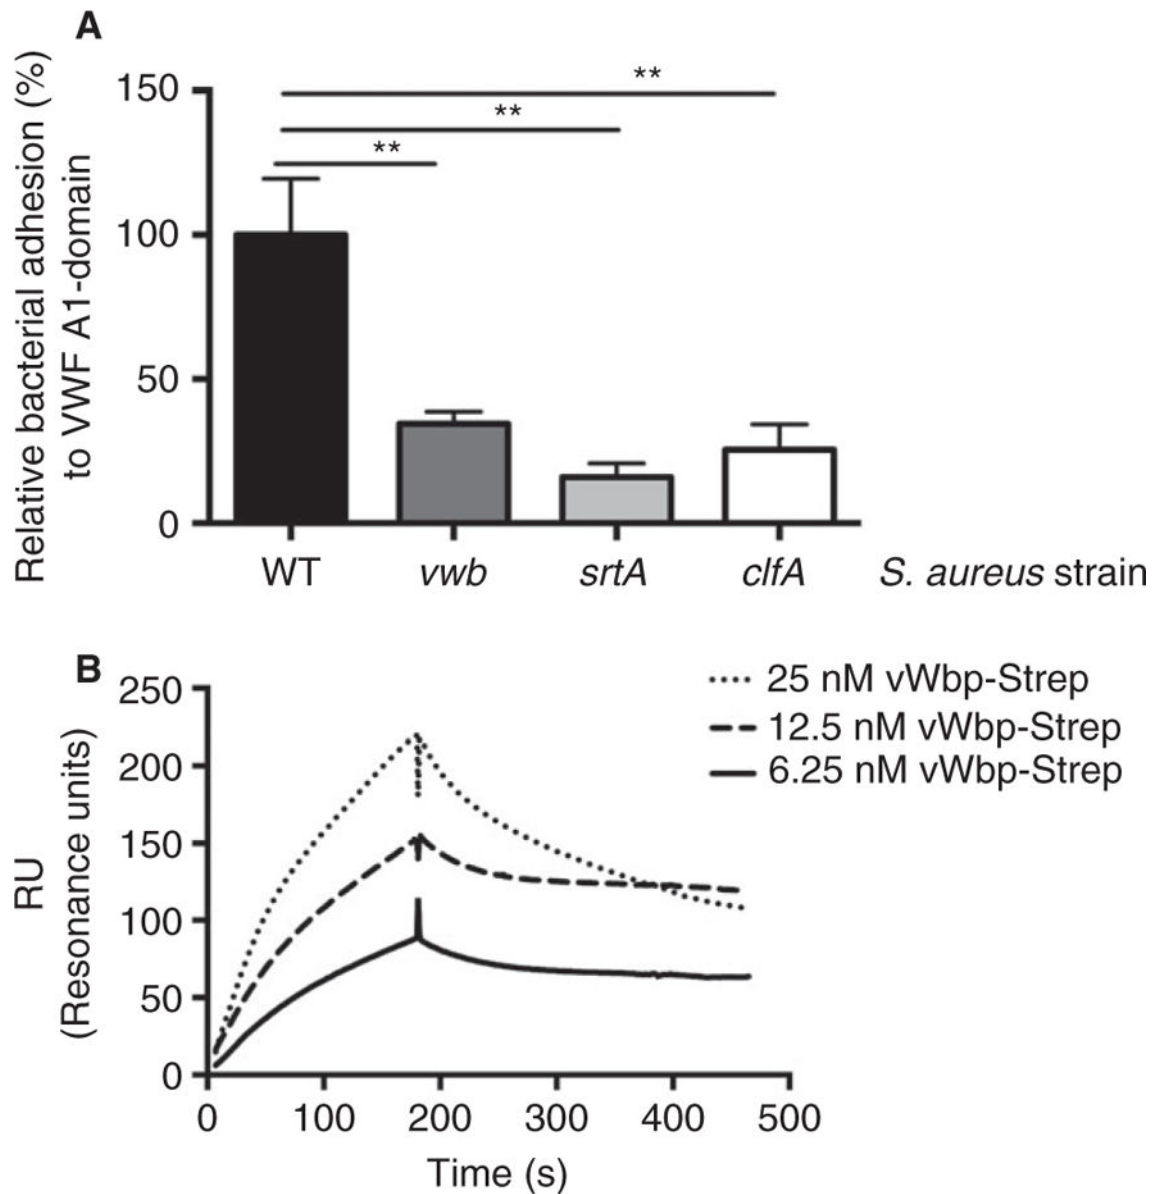 A
Relative bacterial adhesion (%)
to VWF A1-domain
150
100
50
0
**
**
**
WT
vwb
srtA
clfA
S. aureus strain
B
RU
(Resonance units)
250
200
150
100
50
0
25 nM vWbp-Strep
12.5 nM vWbp-Strep
6.25 nM vWbp-Strep
0
100
200
300
400
500
Time (s)